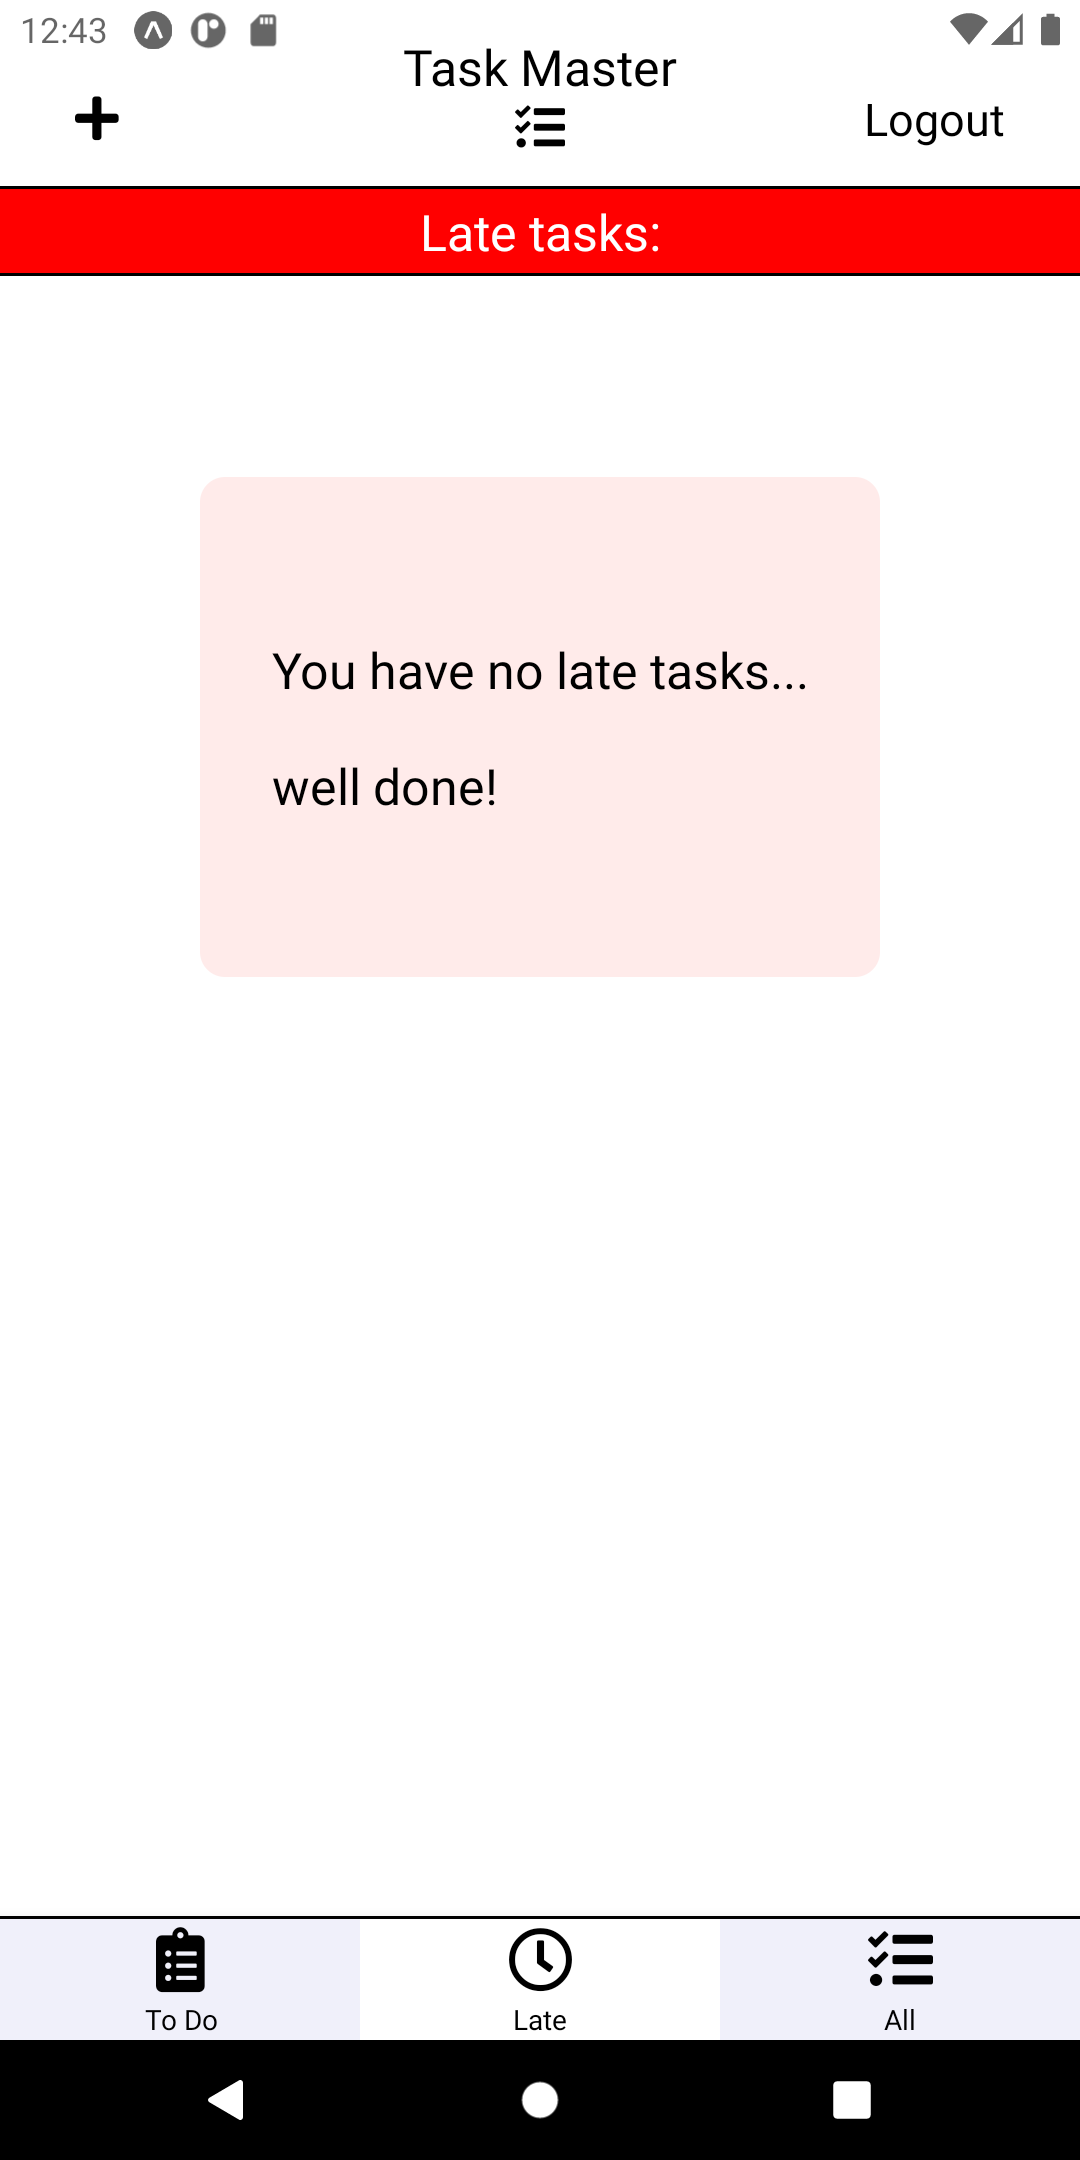 12:43
Task Master
Logout
Late tasks:
You have no late tasks...
well done!
To Do
Late
All